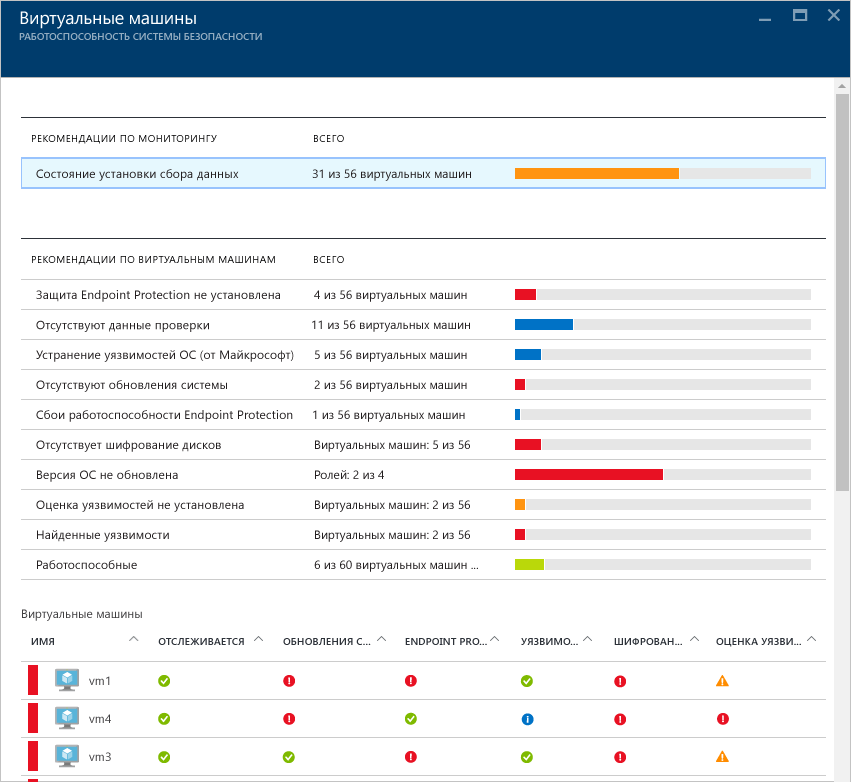 Виртуальные машины
РАБОТОСПОСОБНОСТЬ СИСТЕМЫ БЕЗОПАСНОСТИ
РЕКОМЕНДАЦИИ ПО МОНИТОРИНГУ ВСЕГО
Состояние установки сбора данных 31 из 56 виртуальных машин
РЕКОМЕНДАЦИИ ПО ВИРТУАЛЬНЫМ МАШИНАМ ВСЕГО
Защита Endpoint Protection не установлена 4 из 56 виртуальных машин
Отсутствуют данные проверки 11 из 56 виртуальных машин
Устранение уязвимостей ОС (от Майкрософт) 5 из 56 виртуальных машин
Отсутствуют обновления системы 2 из 56 виртуальных машин
Сбои работоспособности Endpoint Protection 1 из 56 виртуальных машин
Отсутствует шифрование дисков Виртуальных машин: 5 из 56
Версия ОС не обновлена Ролей: 2 из 4
Оценка уязвимостей не установлена Виртуальных машин: 2 из 56
Найденные уязвимости Виртуальных машин: 2 из 56
Работоспособные 6 из 60 виртуальных машин ...
Виртуальные машины
ИМЯ ОТСЛЕЖИВАЕТСЯ ОБНОВЛЕНИЯ С... ENDPOINT PRO... УЯЗВИМО... ШИФРОВАН... ОЦЕНКА УЯЗВИ...
vm1
vm4
vm3